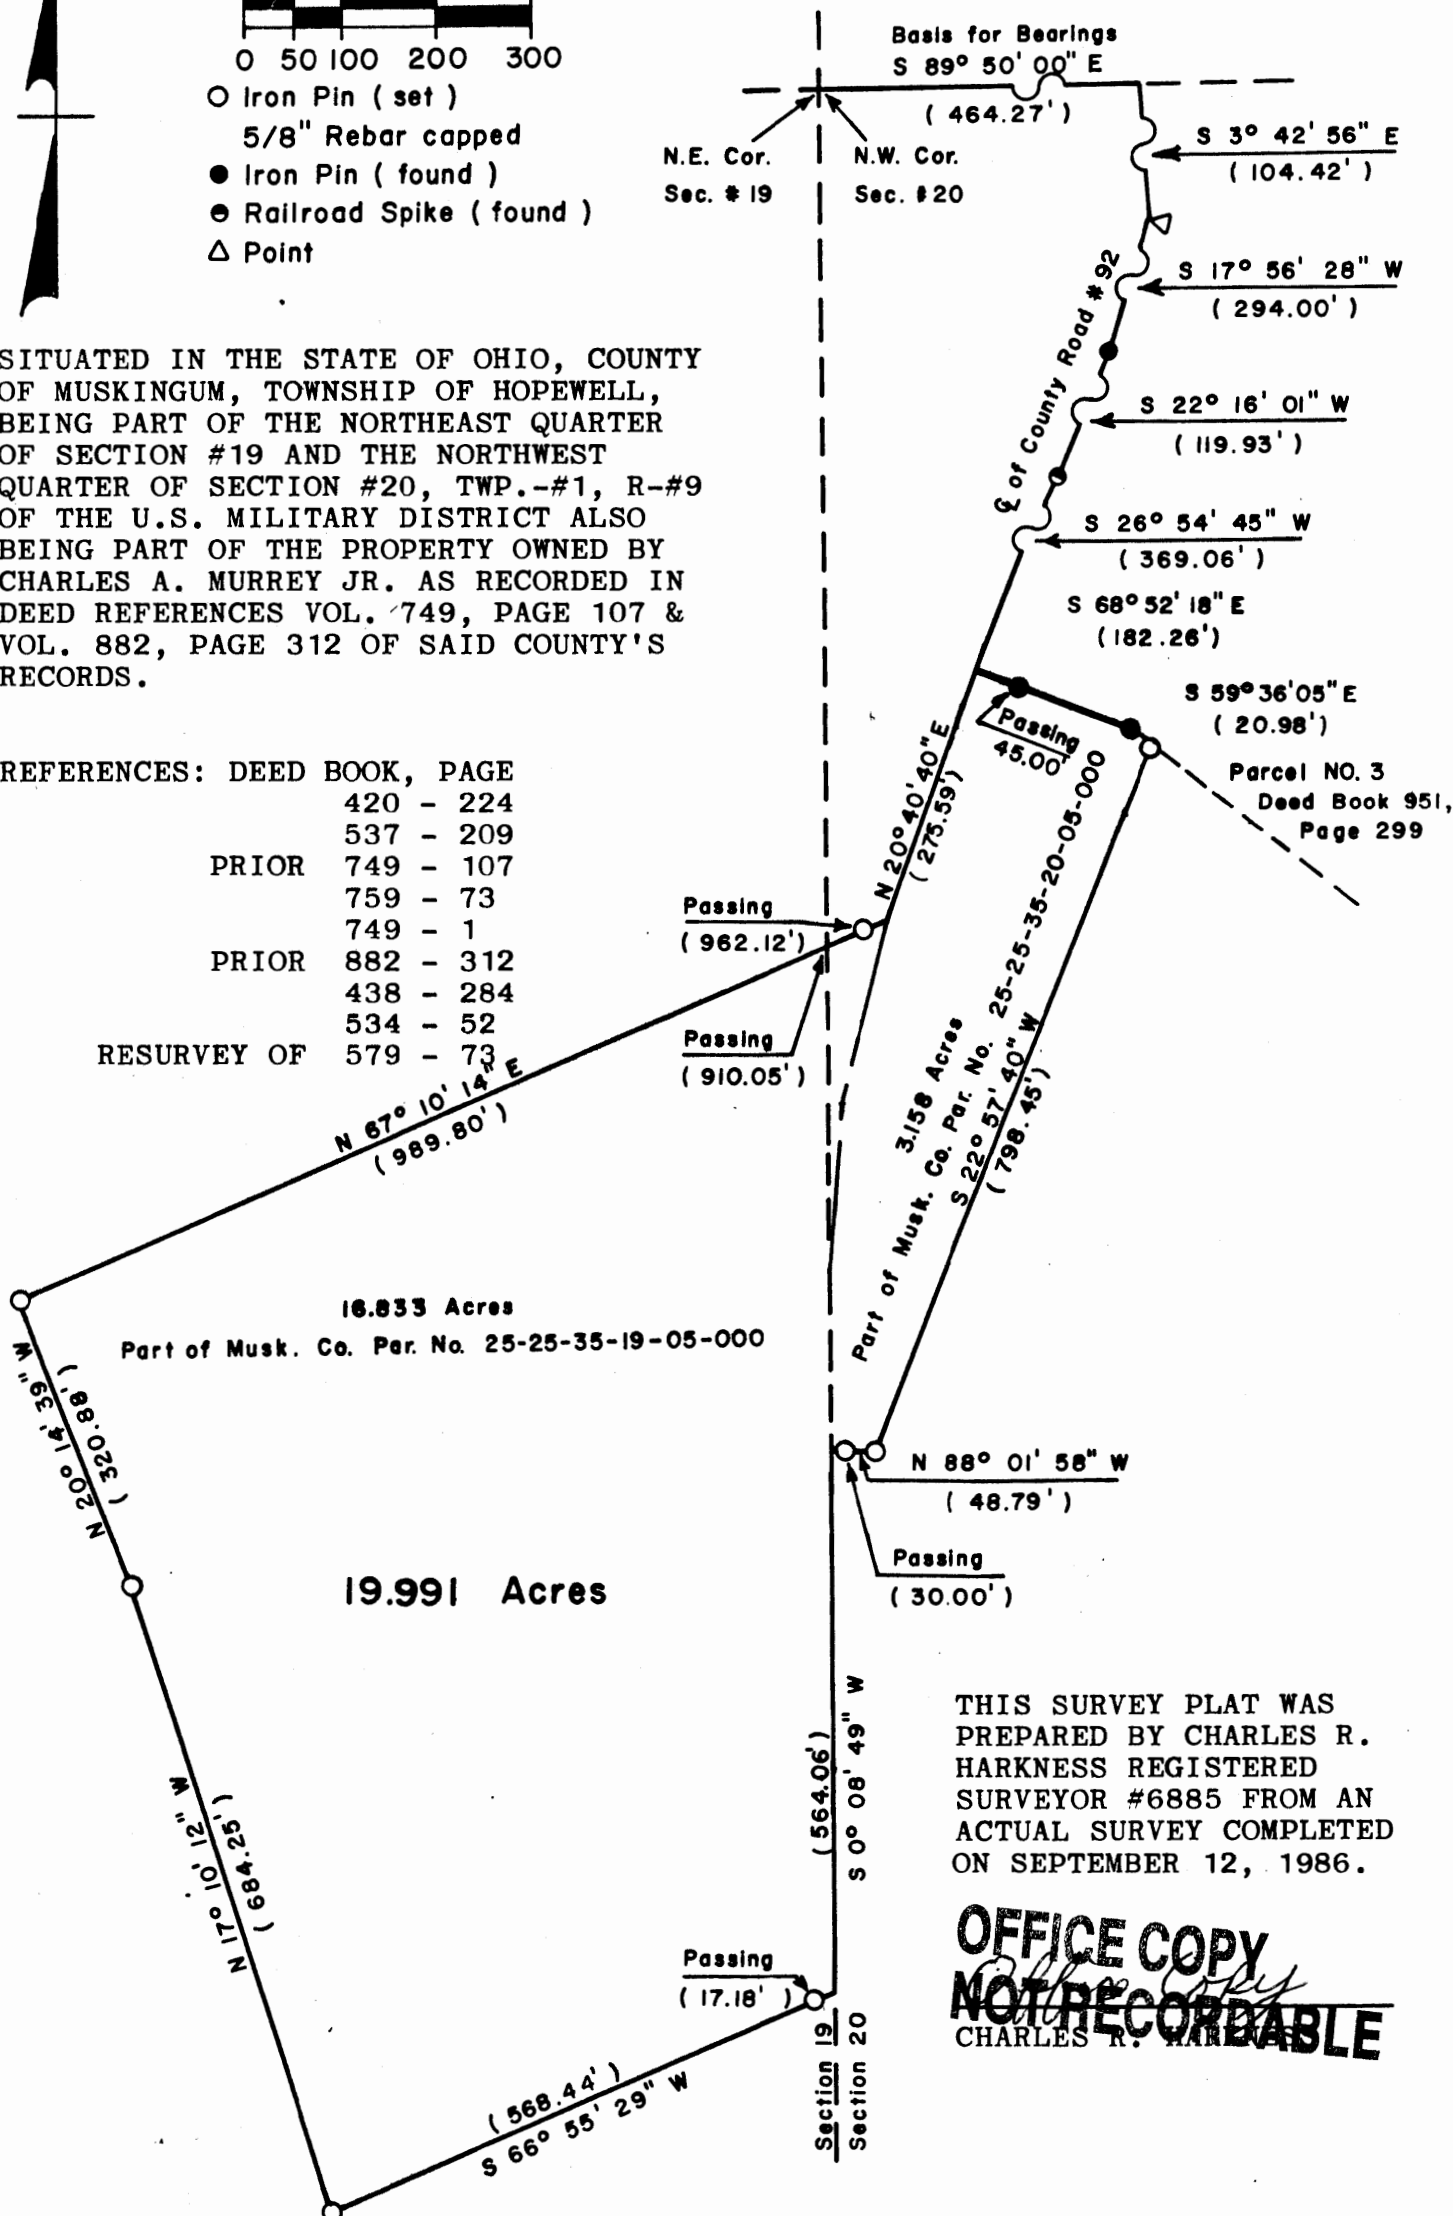 0 50 100 200 300
○ Iron Pin ( set )
5/8" Rebar capped
● Iron Pin ( found )
Railroad Spike ( found )
△ Point
Basis for Bearings
S 89° 50' 00" E
( 464.27' )
N.E. Cor.
Sec. # 19
N.W. Cor.
Sec. # 20
S 3° 42' 56" E
( 104.42' )
S 17° 56' 28" W
( 294.00' )
℄ of County Road # 92
S 22° 16' 01" W
( 119.93' )
S 26° 54' 45" W
( 369.06' )
S 68° 52' 18" E
( 182.26' )
S 59° 36' 05" E
( 20.98' )
Passing
45.00'
Parcel NO. 3
Deed Book 951,
Page 299
SITUATED IN THE STATE OF OHIO, COUNTY
OF MUSKINGUM, TOWNSHIP OF HOPEWELL,
BEING PART OF THE NORTHEAST QUARTER
OF SECTION #19 AND THE NORTHWEST
QUARTER OF SECTION #20, TWP.-#1, R-#9
OF THE U.S. MILITARY DISTRICT ALSO
BEING PART OF THE PROPERTY OWNED BY
CHARLES A. MURREY JR. AS RECORDED IN
DEED REFERENCES VOL. 749, PAGE 107 &
VOL. 882, PAGE 312 OF SAID COUNTY'S
RECORDS.
REFERENCES: DEED BOOK, PAGE
420 - 224
537 - 209
PRIOR 749 - 107
759 - 73
749 - 1
PRIOR 882 - 312
438 - 284
534 - 52
RESURVEY OF 579 - 73
N 20° 40' 40" E
( 275.59' )
Passing
( 962.12' )
Passing
( 910.05' )
N 67° 10' 14" E
( 989.80' )
3.158 Acres
Part of Musk. Co. Par. No. 25-25-35-20-05-000
S 22° 57' 40" W
( 798.45' )
16.833 Acres
Part of Musk. Co. Par. No. 25-25-35-19-05-000
N 20° 14' 39" W
( 320.88' )
N 88° 01' 58" W
( 48.79' )
Passing
( 30.00' )
19.991 Acres
N 17° 10' 12" W
( 684.25' )
( 564.06' )
S 0° 08' 49" W
Passing
( 17.18' )
( 568.44' )
S 66° 55' 29" W
Section 19
Section 20
THIS SURVEY PLAT WAS
PREPARED BY CHARLES R.
HARKNESS REGISTERED
SURVEYOR #6885 FROM AN
ACTUAL SURVEY COMPLETED
ON SEPTEMBER 12, 1986.
OFFICE COPY
Office Copy
NOT RECORDABLE
CHARLES R. HARKNESS